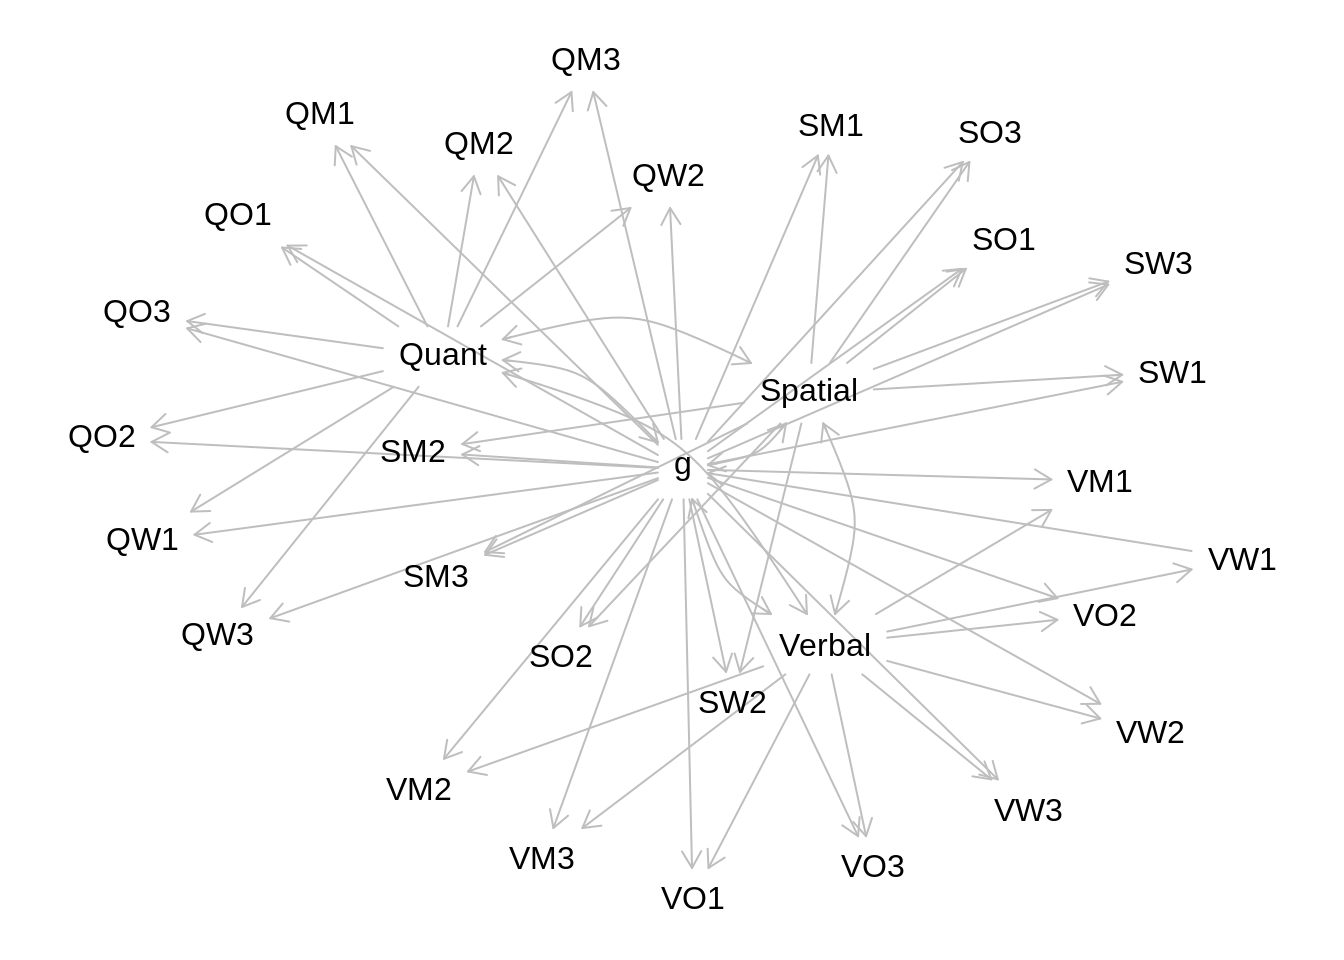 QM3
QM1
SM1
SO3
QM2
QW2
QO1
SO1
SW3
QO3
Quant
SW1
Spatial
QO2
SM2
g
VM1
QW1
VW1
SM3
VO2
QW3
Verbal
SO2
SW2
VW2
VM2
VW3
VM3
VO3
VO1